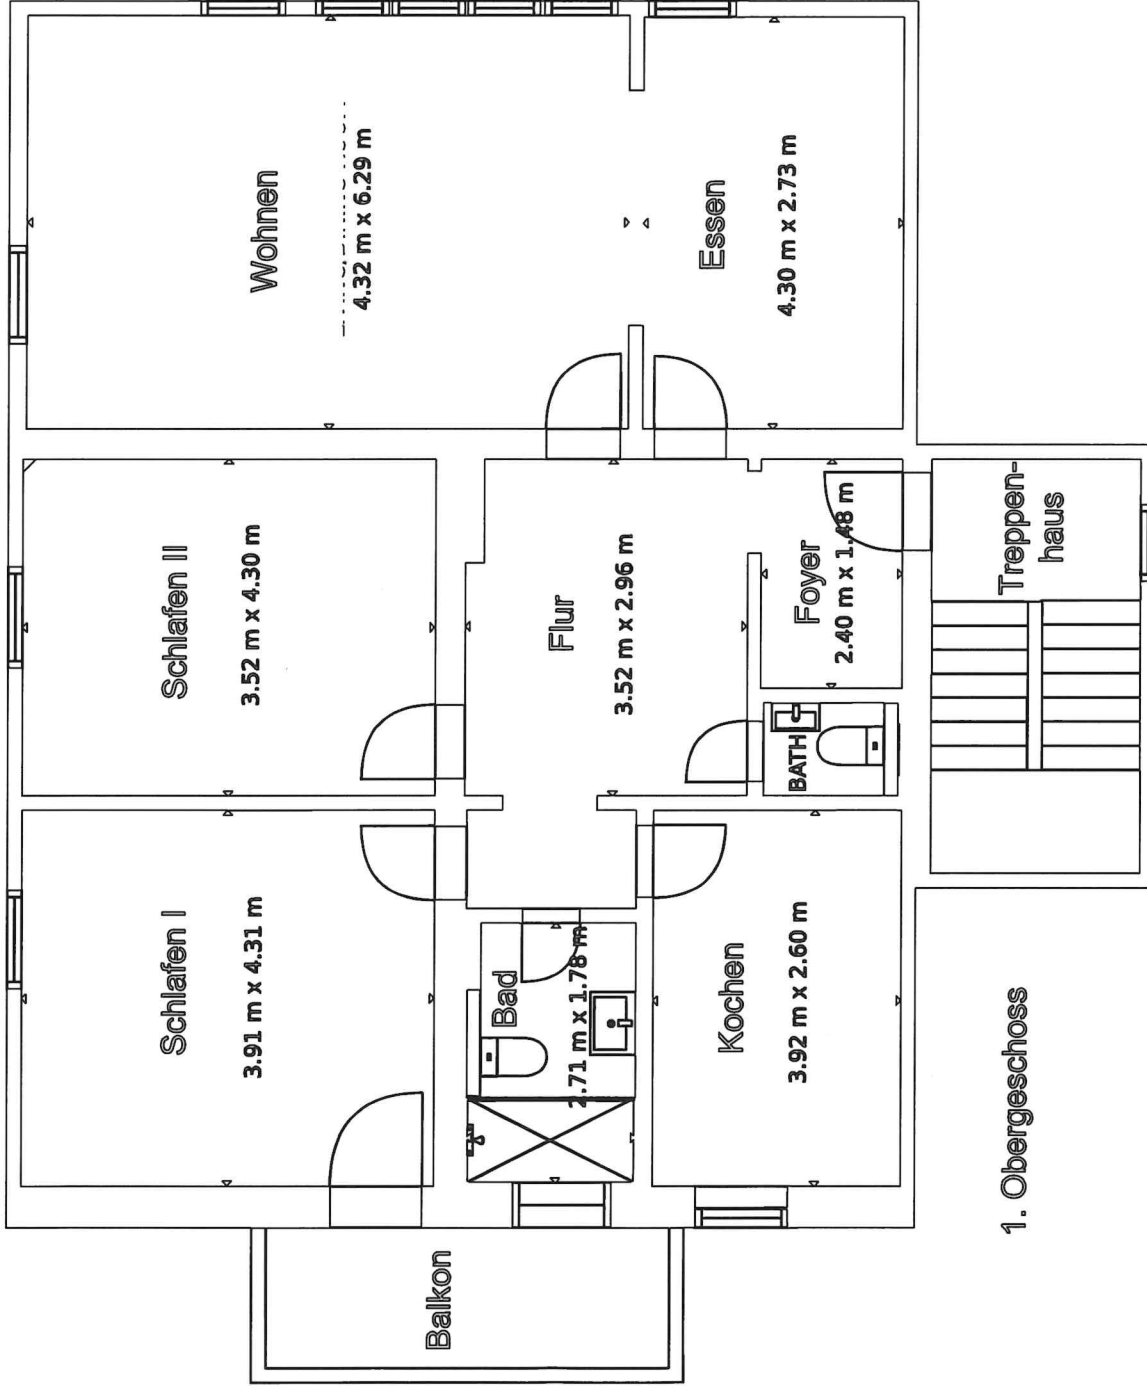 Balkon
Schlafen I
3.91 m x 4.31 m
Schlafen II
3.52 m x 4.30 m
Wohnen
4.32 m x 6.29 m
Bad
2.71 m x 1.78 m
Flur
3.52 m x 2.96 m
Kochen
3.92 m x 2.60 m
BATH
Foyer
2.40 m x 1.48 m
Essen
4.30 m x 2.73 m
1. Obergeschoss
Treppen-
haus